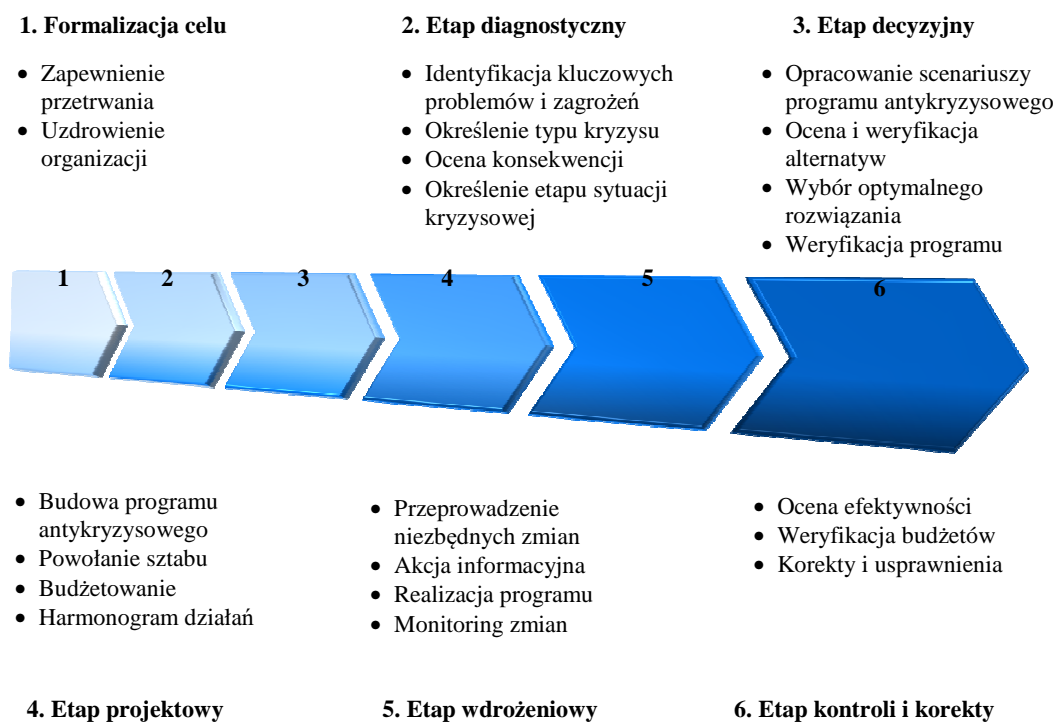 1. Formalizacja celu
• Zapewnienie
przetrwania
• Uzdrowienie
organizacji
2. Etap diagnostyczny
• Identyfikacja kluczowych
problemów i zagrożeń
• Określenie typu kryzysu
• Ocena konsekwencji
• Określenie etapu sytuacji
kryzysowej
3. Etap decyzyjny
• Opracowanie scenariuszy
programu antykryzysowego
• Ocena i weryfikacja
alternatyw
• Wybór optymalnego
rozwiązania
• Weryfikacja programu
1
2
3
4
5
6
• Budowa programu
antykryzysowego
• Powołanie sztabu
• Budżetowanie
• Harmonogram działań
4. Etap projektowy
• Przeprowadzenie
niezbędnych zmian
• Akcja informacyjna
• Realizacja programu
• Monitoring zmian
5. Etap wdrożeniowy
• Ocena efektywności
• Weryfikacja budżetów
• Korekty i usprawnienia
6. Etap kontroli i korekty